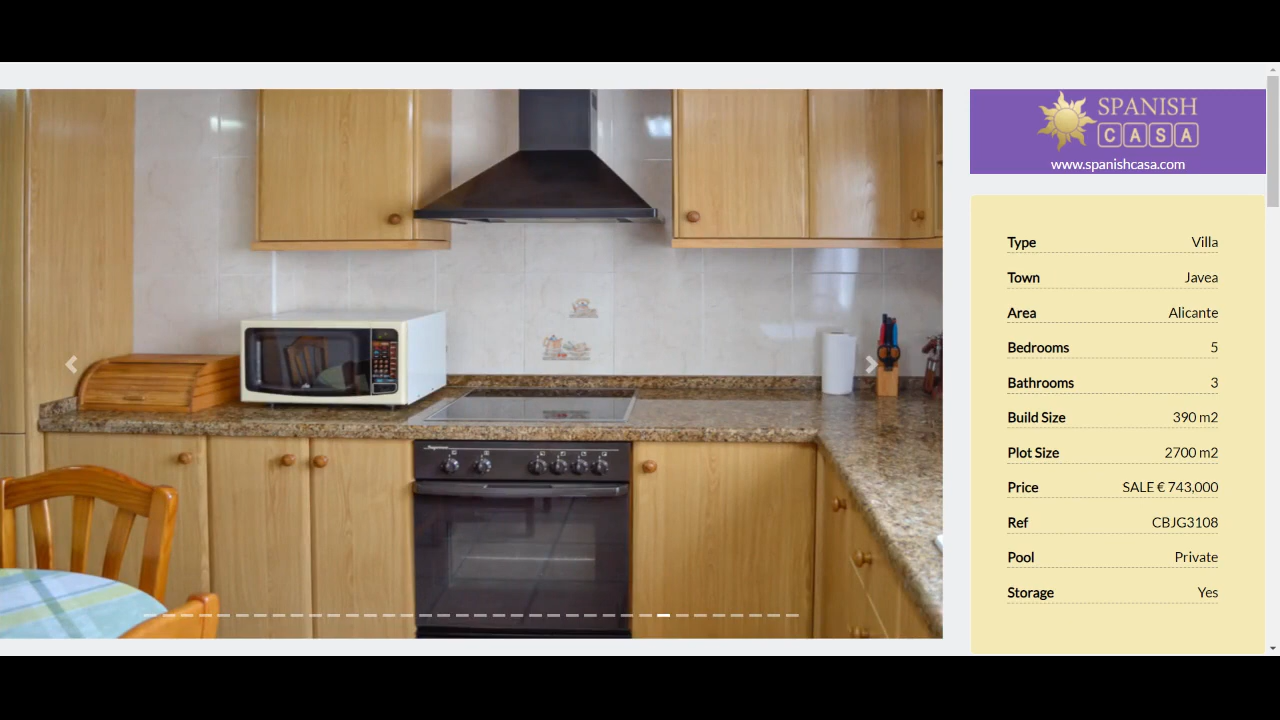 SPANISH
CASA
www.spanishcasa.com
Type Villa
Town Javea
Area Alicante
Bedrooms 5
Bathrooms 3
Build Size 390 m2
Plot Size 2700 m2
Price SALE € 743,000
Ref CBJG3108
Pool Private
Storage Yes